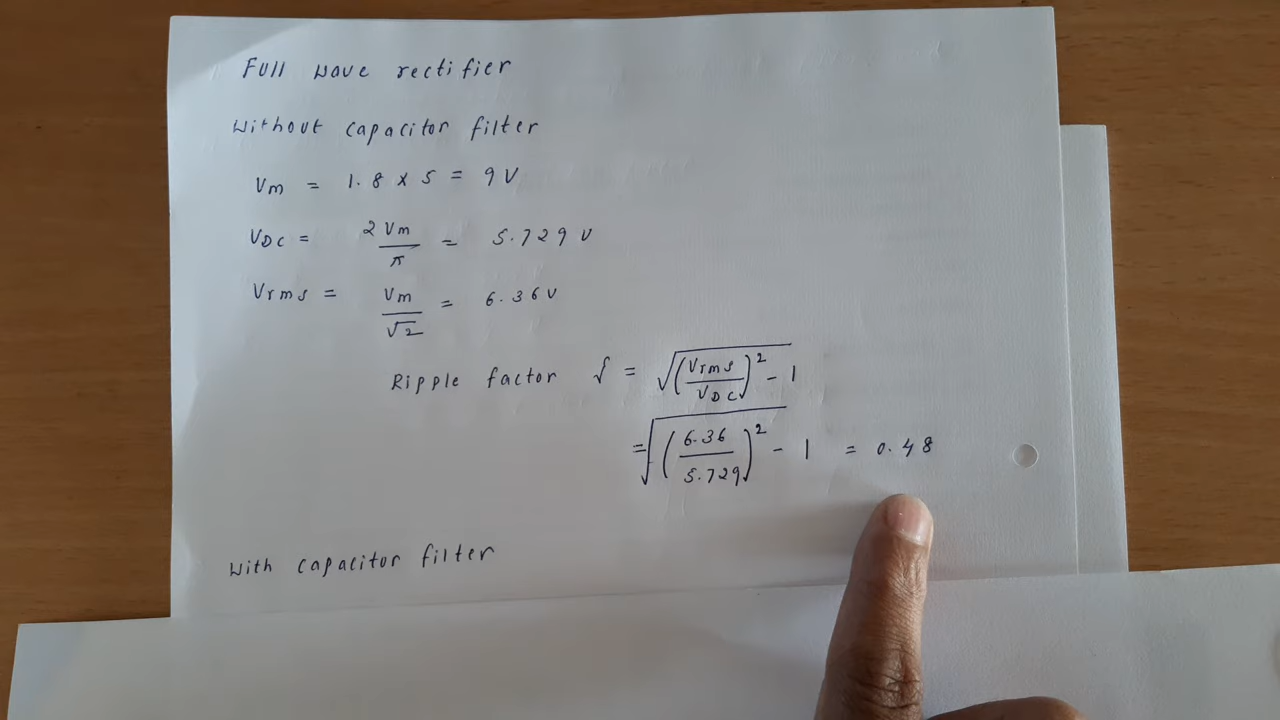 Full wave rectifier
Without capacitor filter
Vm = 1.8 x 5 = 9V
VDC = 2Vm/π = 5.729 V
Vrms = Vm/√2 = 6.36V
Ripple factor r = √((Vrms/VDC)² - 1)
= √((6.36/5.729)² - 1) = 0.48
With capacitor filter